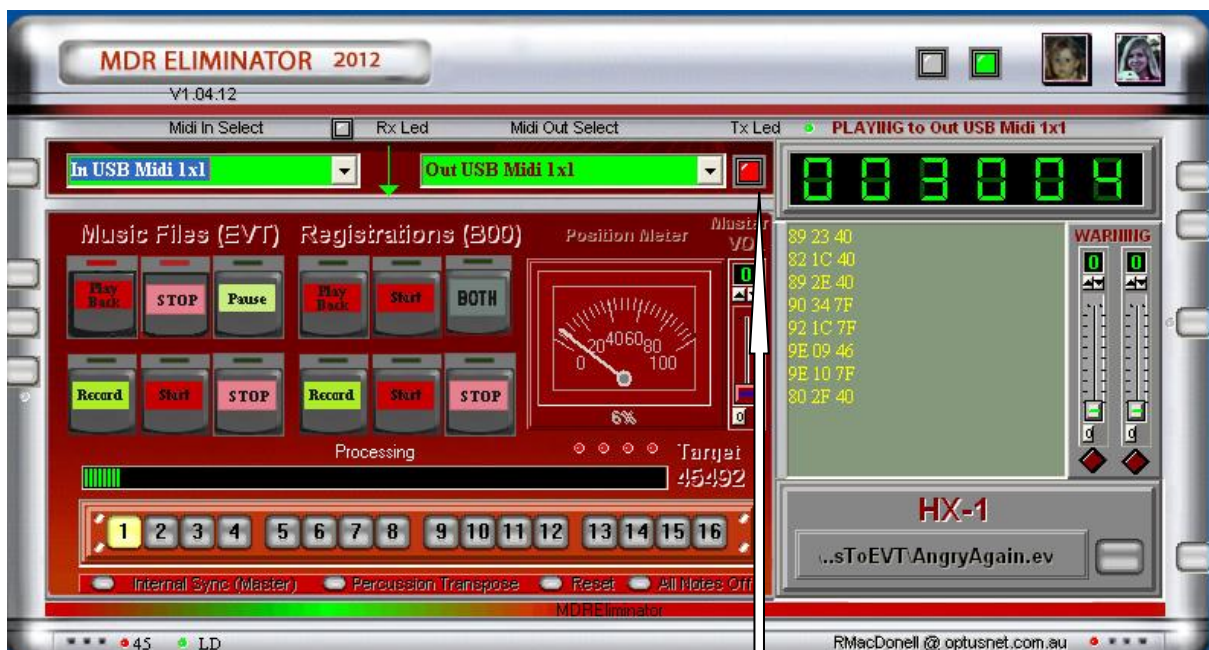 MDR ELIMINATOR 2012
V1.04.12
Midi In Select Rx Led Midi Out Select Tx Led PLAYING to Out USB Midi 1x1
In USB Midi 1x1 Out USB Midi 1x1
003004
Music Files (EVT) Registrations (B00) Position Meter Master
VO
WARNING
0 0 0
Play Back STOP Pause Play Back Start BOTH
0 20 40 60 80 100
6%
Record Start STOP Record Start STOP
89 23 40
82 1C 40
89 2E 40
90 34 7F
92 1C 7F
9E 09 46
9E 10 7F
80 2F 40
Processing Target
45492
1 2 3 4 5 6 7 8 9 10 11 12 13 14 15 16
HX-1
\..sToEVT\AngryAgain.ev
Internal Sync (Master) Percussion Transpose Reset All Notes Off
MDREliminator
45 LD RMacDonell @ optusnet.com.au